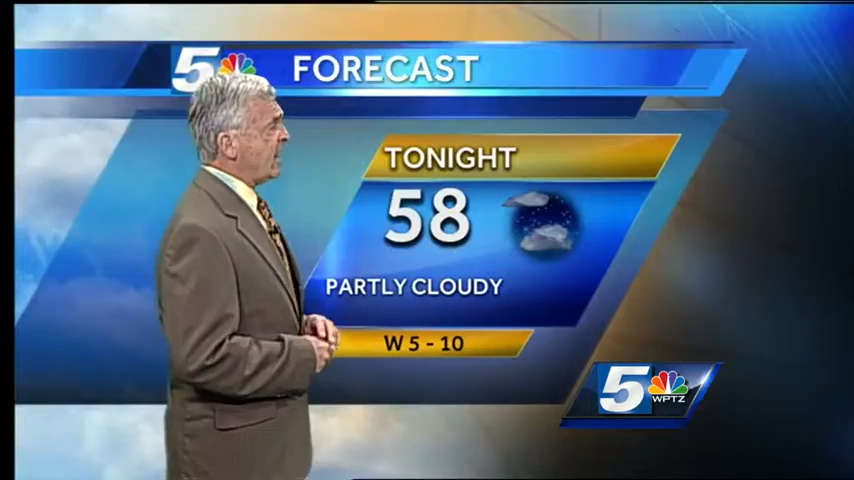 5 FORECAST
TONIGHT
58
PARTLY CLOUDY
W 5 - 10
5 WPTZ